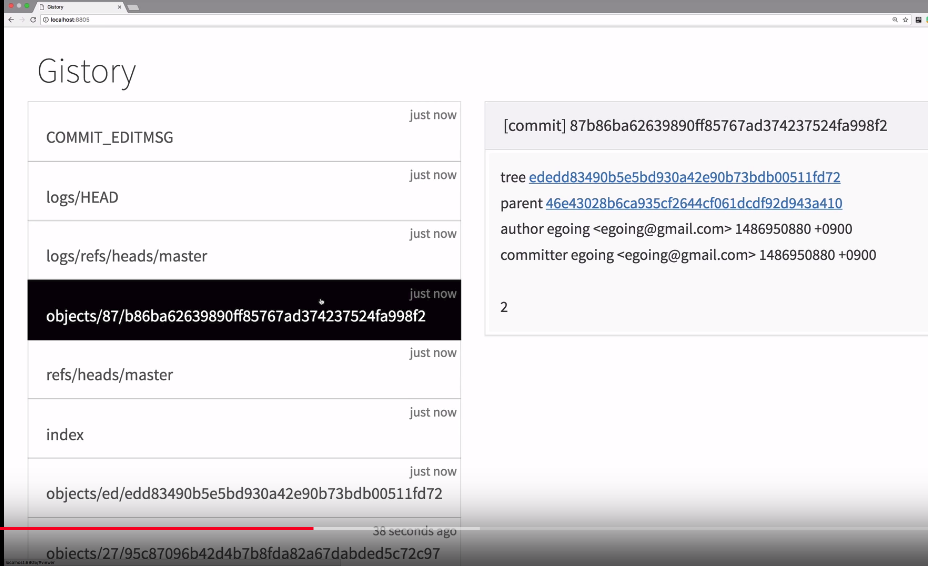 Gistory
localhost:8805
Gistory
just now
COMMIT_EDITMSG
just now
logs/HEAD
just now
logs/refs/heads/master
just now
objects/87/b86ba62639890ff85767ad374237524fa998f2
just now
refs/heads/master
just now
index
just now
objects/ed/edd83490b5e5bd930a42e90b73bdb00511fd72
38 seconds ago
objects/27/95c87096b42d4b7b8fda82a67dabded5c72c97
[commit] 87b86ba62639890ff85767ad374237524fa998f2
tree ededd83490b5e5bd930a42e90b73bdb00511fd72
parent 46e43028b6ca935cf2644cf061dcdf92d943a410
author egoing <egoing@gmail.com> 1486950880 +0900
committer egoing <egoing@gmail.com> 1486950880 +0900
2